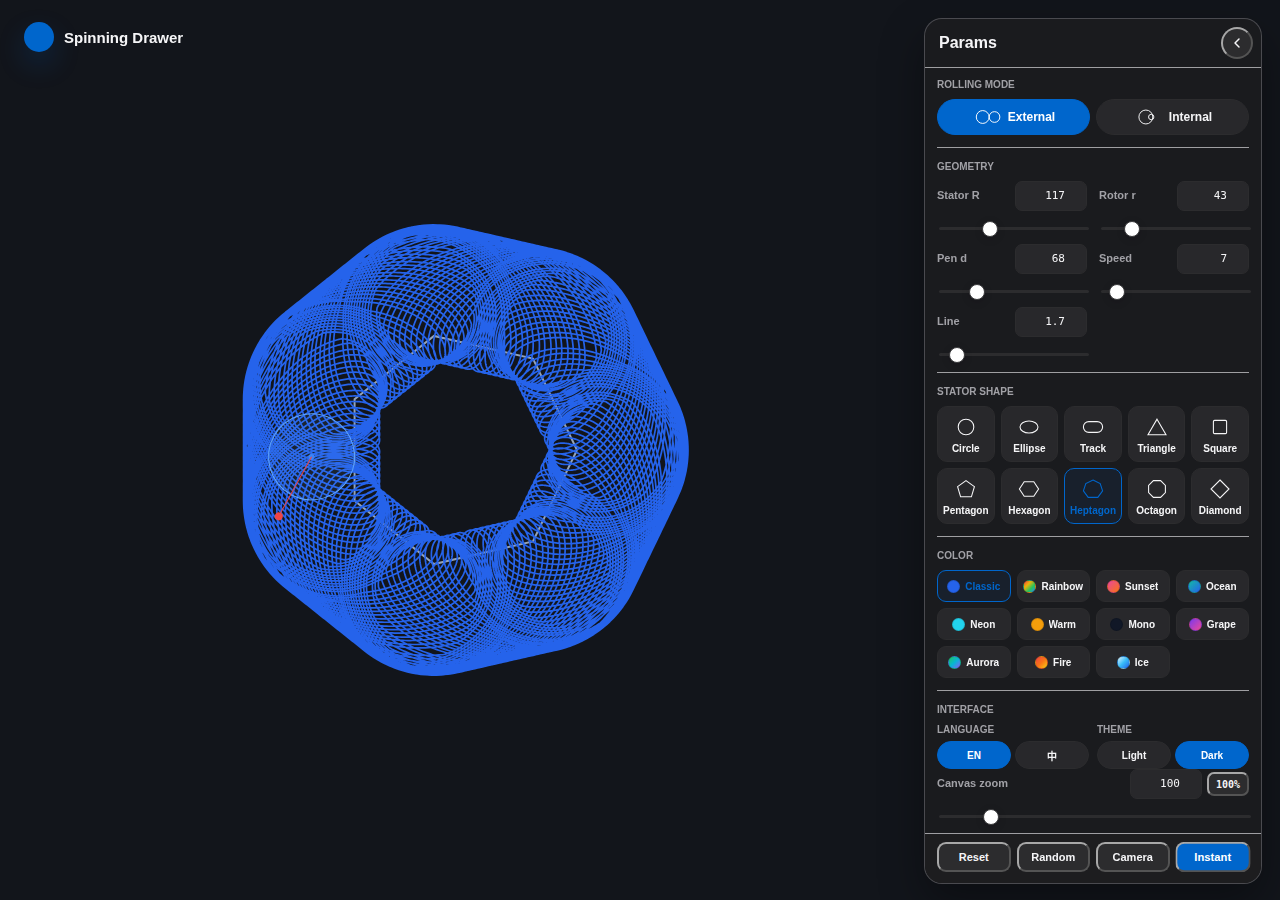 Spinning Drawer
Params
ROLLING MODE
External Internal
GEOMETRY
Stator R 117 Rotor r 43
Pen d 68 Speed 7
Line 1.7
STATOR SHAPE
Circle Ellipse Track Triangle Square
Pentagon Hexagon Heptagon Octagon Diamond
COLOR
Classic Rainbow Sunset Ocean
Neon Warm Mono Grape
Aurora Fire Ice
INTERFACE
LANGUAGE THEME
EN 中 Light Dark
Canvas zoom 100 100%
Reset Random Camera Instant